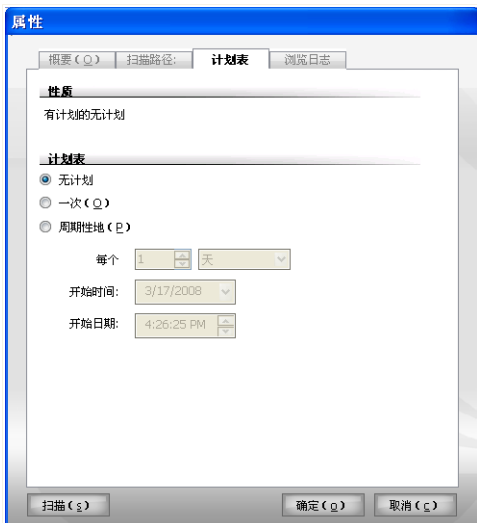 属性
概要(O) 扫描路径: 计划表 浏览日志
性质
有计划的无计划
计划表
无计划
一次(O)
周期性地(P)
每个 1 天
开始时间: 3/17/2008
开始日期: 4:26:25 PM
扫描(s) 确定(o) 取消(c)